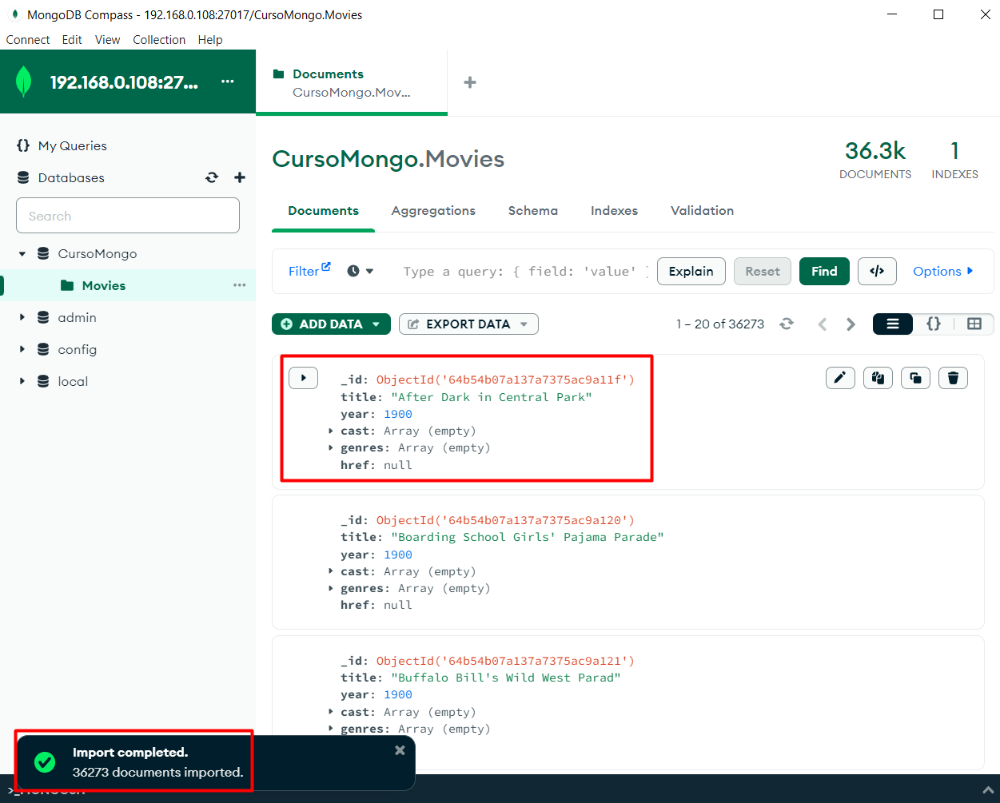 MongoDB Compass - 192.168.0.108:27017/CursoMongo.Movies
Connect Edit View Collection Help
192.168.0.108:27...
Documents
CursoMongo.Mov...
My Queries
Databases
Search
CursoMongo
Movies
admin
config
local
CursoMongo.Movies
36.3k
DOCUMENTS
1
INDEXES
Documents Aggregations Schema Indexes Validation
Filter Type a query: { field: 'value' } Explain Reset Find </> Options
ADD DATA EXPORT DATA 1 – 20 of 36273 {}
_id: ObjectId('64b54b07a137a7375ac9a11f')
title: "After Dark in Central Park"
year: 1900
cast: Array (empty)
genres: Array (empty)
href: null
_id: ObjectId('64b54b07a137a7375ac9a120')
title: "Boarding School Girls' Pajama Parade"
year: 1900
cast: Array (empty)
genres: Array (empty)
href: null
_id: ObjectId('64b54b07a137a7375ac9a121')
title: "Buffalo Bill's Wild West Parad"
year: 1900
cast: Array (empty)
genres: Array (empty)
Import completed.
36273 documents imported.
>_MONGOSH